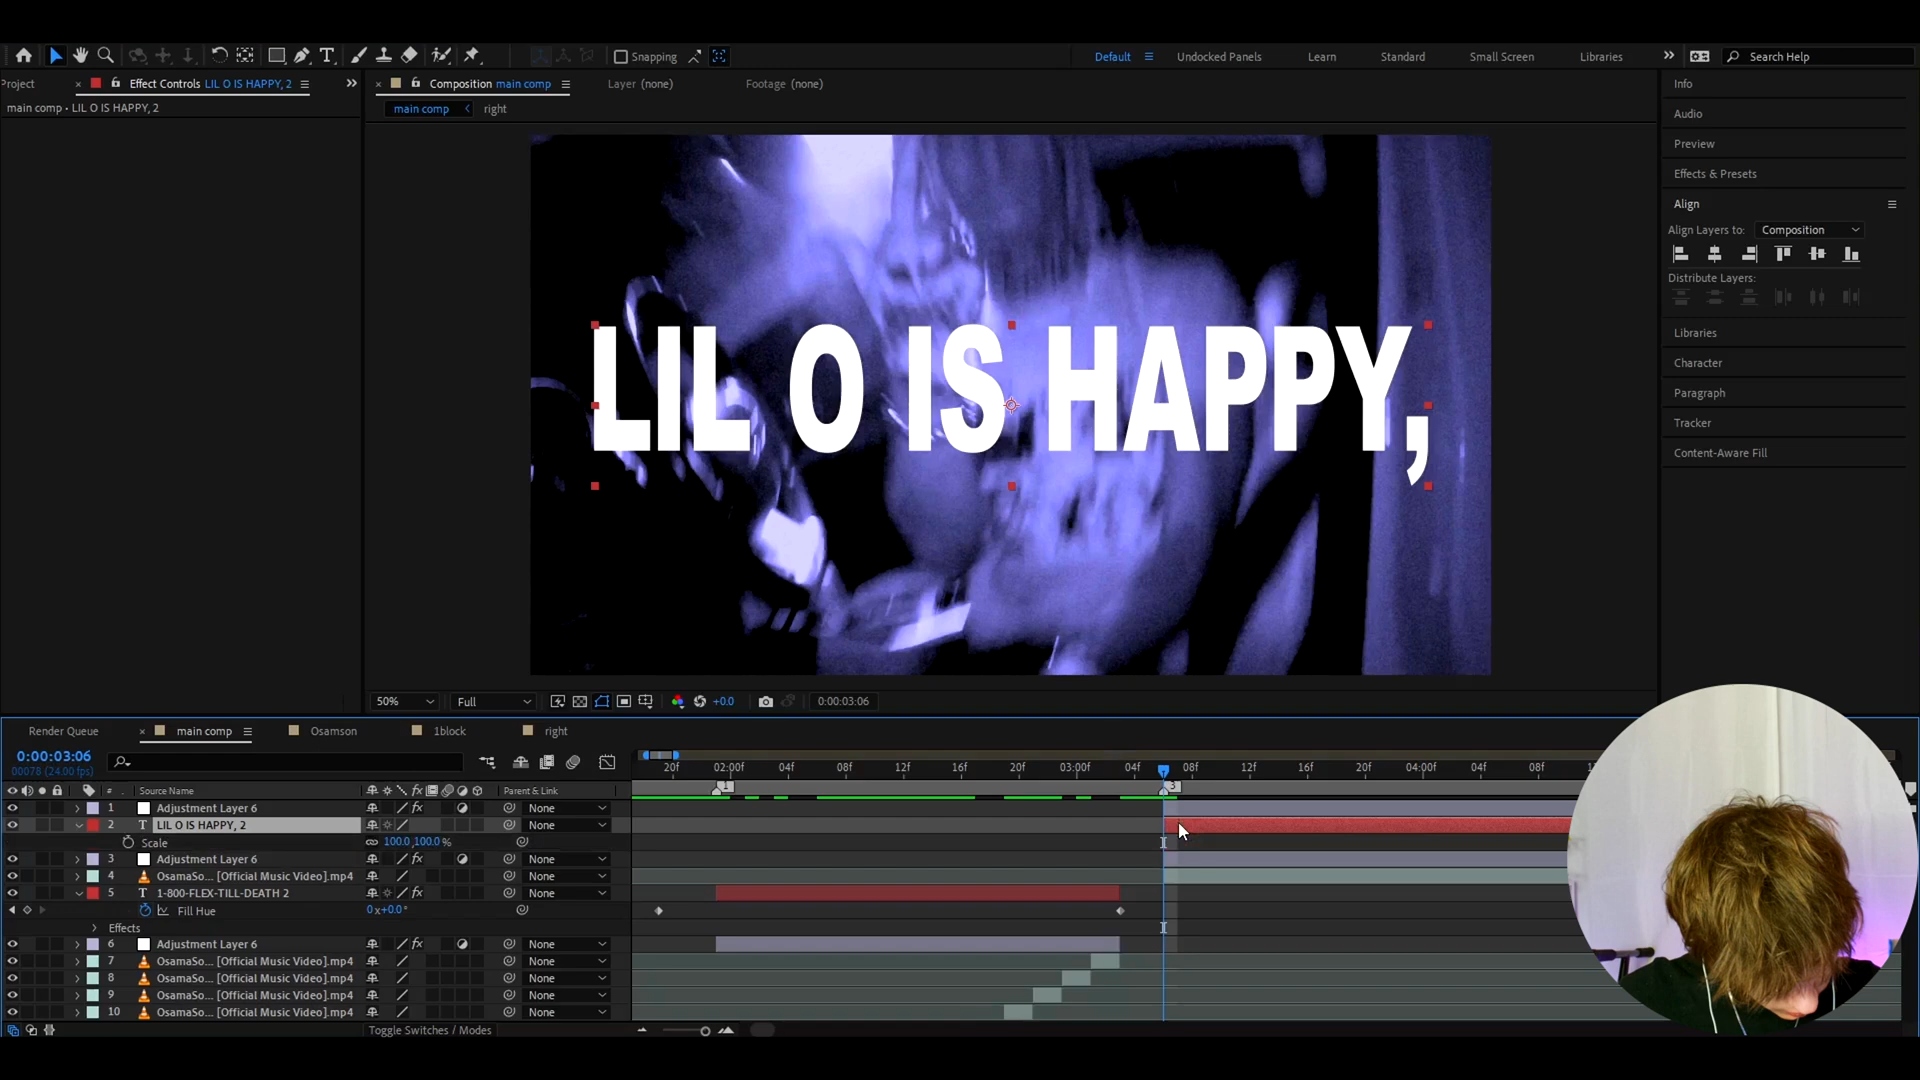 Snapping
Default
Undocked Panels
Learn
Standard
Small Screen
Libraries
Search Help
Project
Effect Controls LIL O IS HAPPY, 2
Composition main comp
Layer (none)
Footage (none)
main comp • LIL O IS HAPPY, 2
main comp
right
Info
Audio
Preview
Effects & Presets
Align
Align Layers to:
Composition
Distribute Layers:
Libraries
Character
Paragraph
Tracker
Content-Aware Fill
LIL O IS HAPPY,
50%
Full
+0.0
0:00:03:06
Render Queue
main comp
Osamson
1block
right
0:00:03:06
00078 (24.00 fps)
20f
02:00f
04f
08f
12f
16f
20f
03:00f
04f
08f
12f
16f
20f
04:00f
04f
08f
1
3
#
Source Name
Parent & Link
1
Adjustment Layer 6
None
2
T
LIL O IS HAPPY, 2
None
Scale
100.0,100.0%
3
Adjustment Layer 6
None
4
OsamaSo... [Official Music Video].mp4
None
5
T
1-800-FLEX-TILL-DEATH 2
None
Fill Hue
0x+0.0°
Effects
6
Adjustment Layer 6
None
7
OsamaSo... [Official Music Video].mp4
None
8
OsamaSo... [Official Music Video].mp4
None
9
OsamaSo... [Official Music Video].mp4
None
10
OsamaSo... [Official Music Video].mp4
None
Toggle Switches / Modes